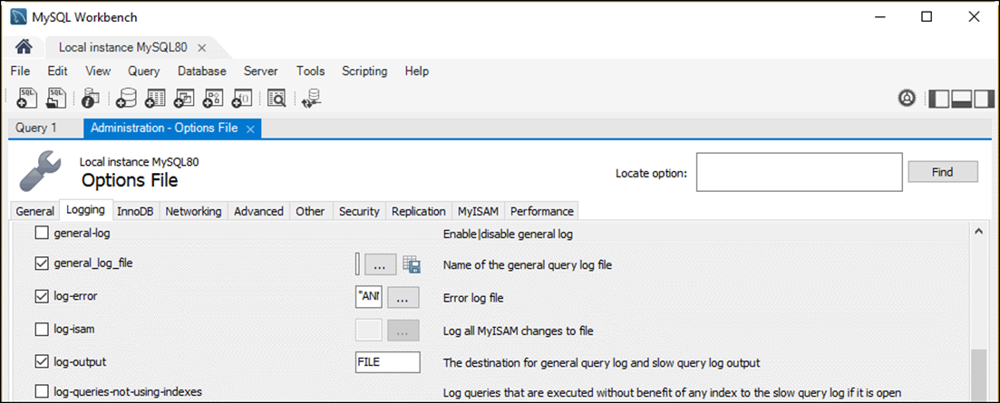 MySQL Workbench
Local instance MySQL80
File Edit View Query Database Server Tools Scripting Help
SQL SQL
Query 1 Administration - Options File
Local instance MySQL80
Options File
Locate option: Find
General Logging InnoDB Networking Advanced Other Security Replication MyISAM Performance
general-log Enable|disable general log
general_log_file ... Name of the general query log file
log-error "ANI ... Error log file
log-isam ... Log all MyISAM changes to file
log-output FILE The destination for general query log and slow query log output
log-queries-not-using-indexes Log queries that are executed without benefit of any index to the slow query log if it is open